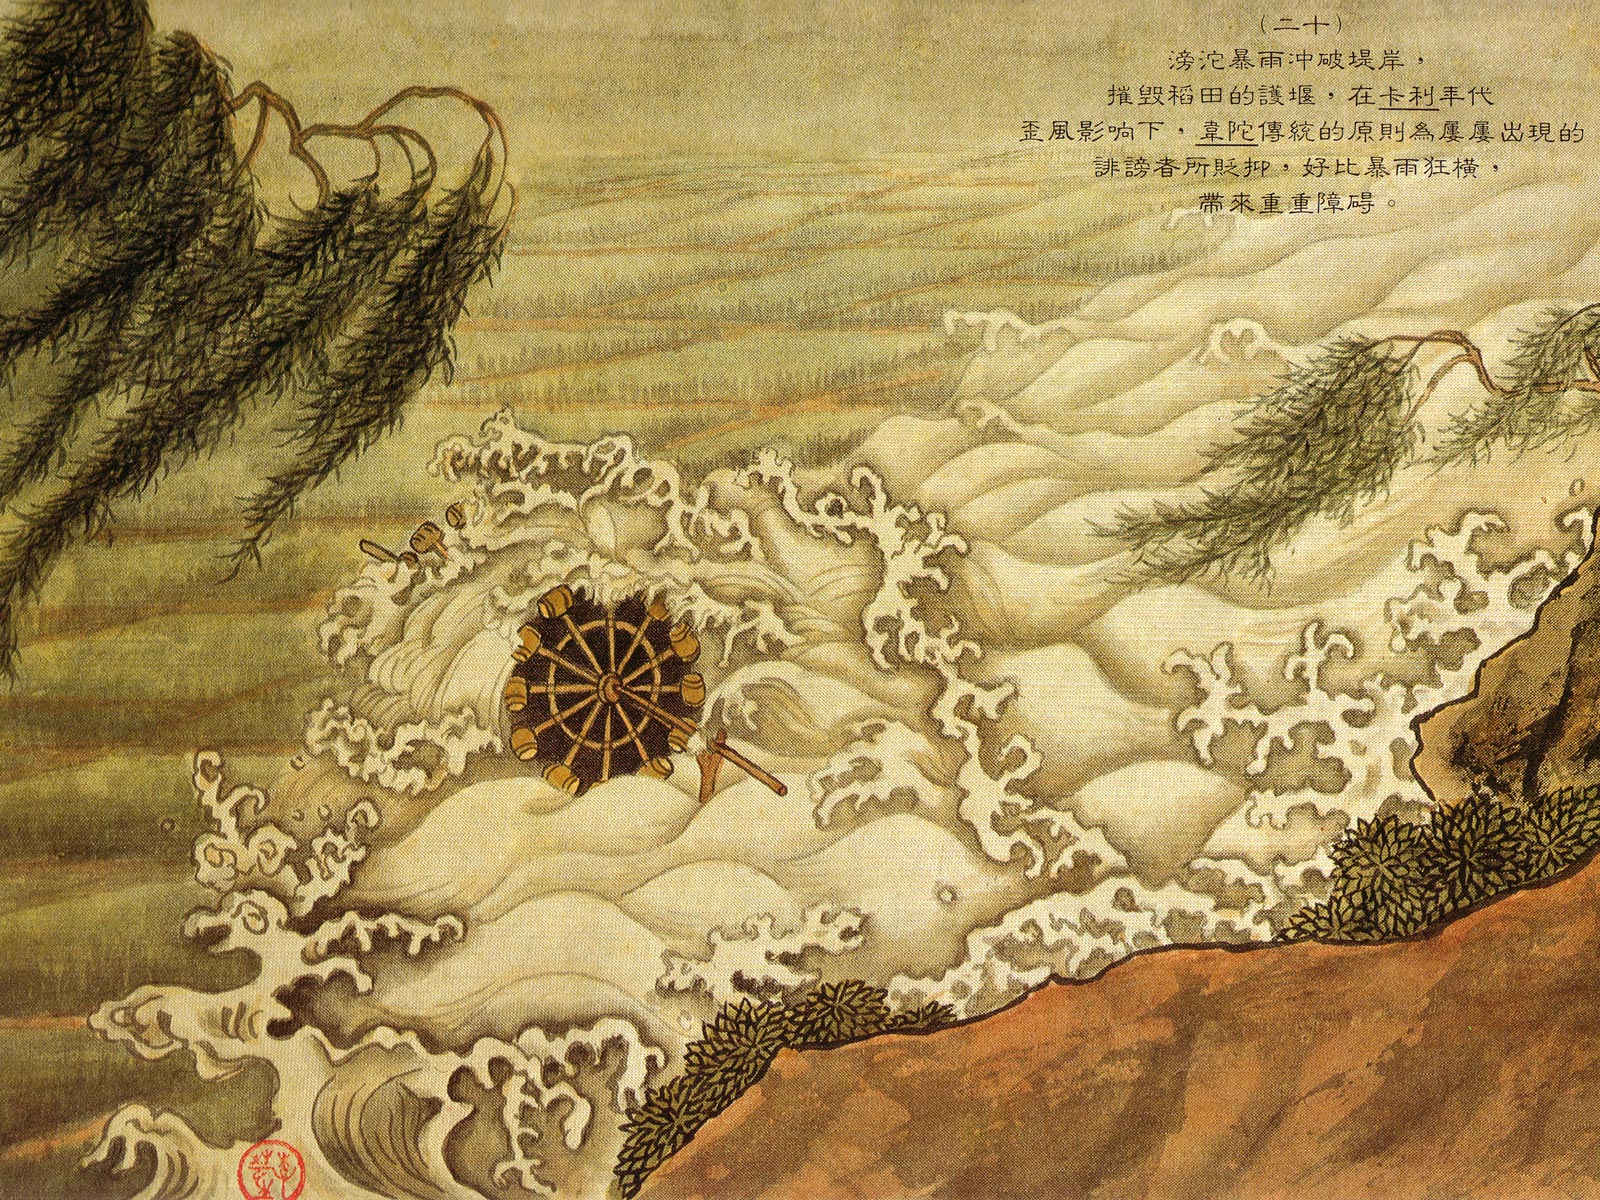 （二十）
滂沱暴雨冲破堤岸，
摧毀稻田的護堰，在卡利年代
歪風影响下，韋陀傳統的原則為屢屢出現的
誹謗者所貶抑，好比暴雨狂横，
帶來重重障碍。